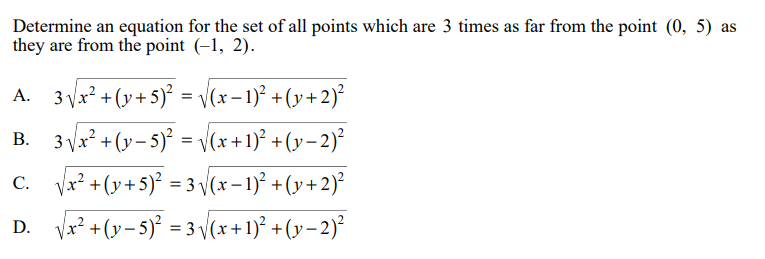 Determine an equation for the set of all points which are 3 times as far from the point (0, 5) as
they are from the point (−1, 2).
A. 3√(x² + (y + 5)²) = √((x − 1)² + (y + 2)²)
B. 3√(x² + (y − 5)²) = √((x + 1)² + (y − 2)²)
C. √(x² + (y + 5)²) = 3√((x − 1)² + (y + 2)²)
D. √(x² + (y − 5)²) = 3√((x + 1)² + (y − 2)²)